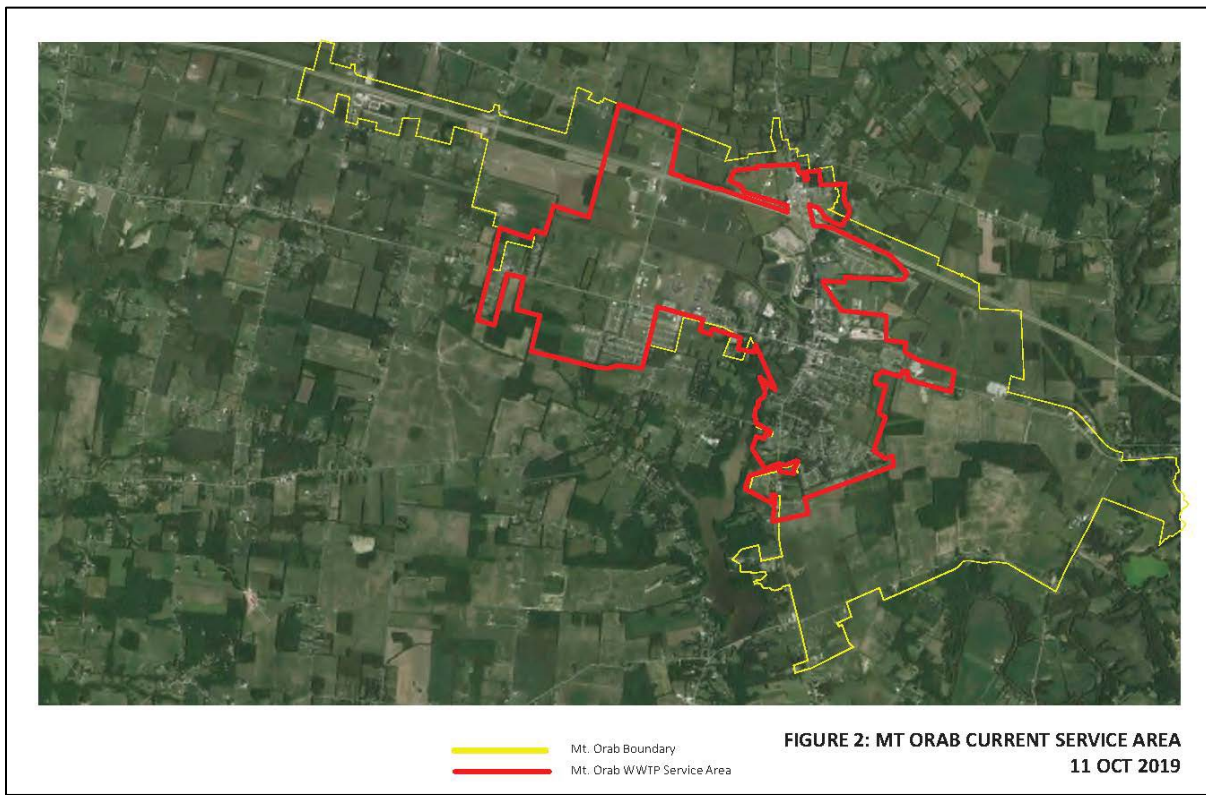 Mt. Orab Boundary
Mt. Orab WWTP Service Area
FIGURE 2: MT ORAB CURRENT SERVICE AREA
11 OCT 2019